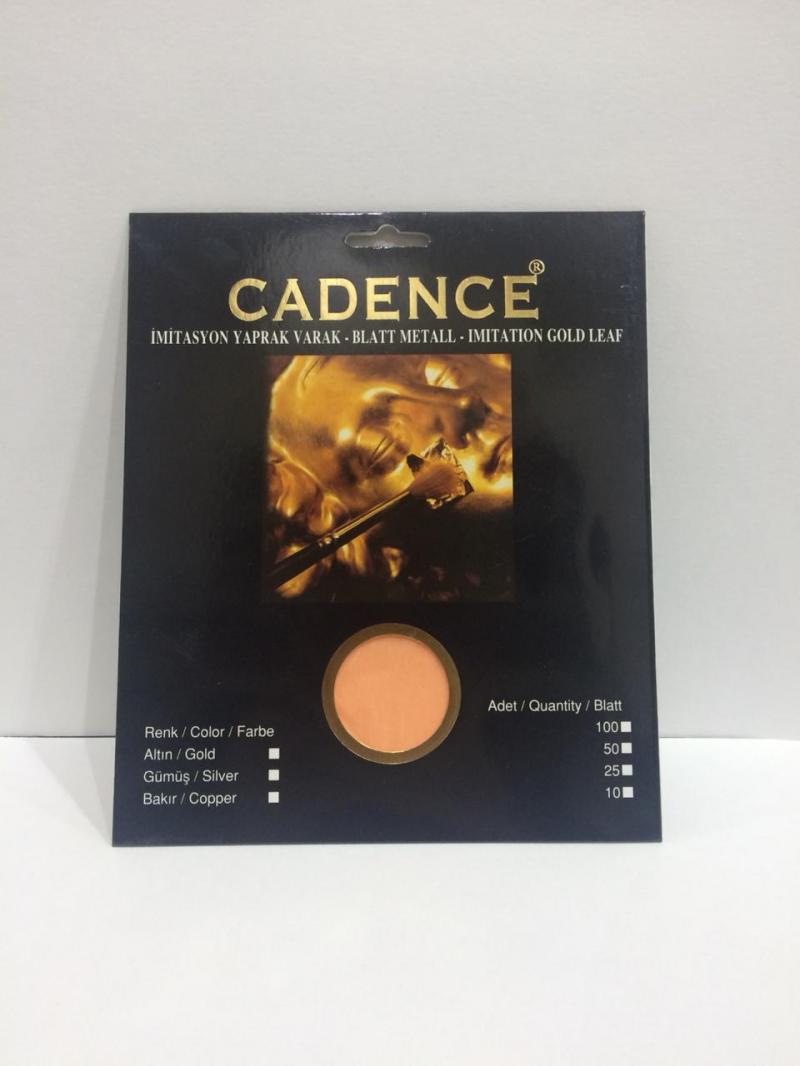 CADENCE®
İMİTASYON YAPRAK VARAK - BLATT METALL - IMITATION GOLD LEAF
Renk / Color / Farbe
Altın / Gold
Gümüş / Silver
Bakır / Copper
Adet / Quantity / Blatt
100
50
25
10